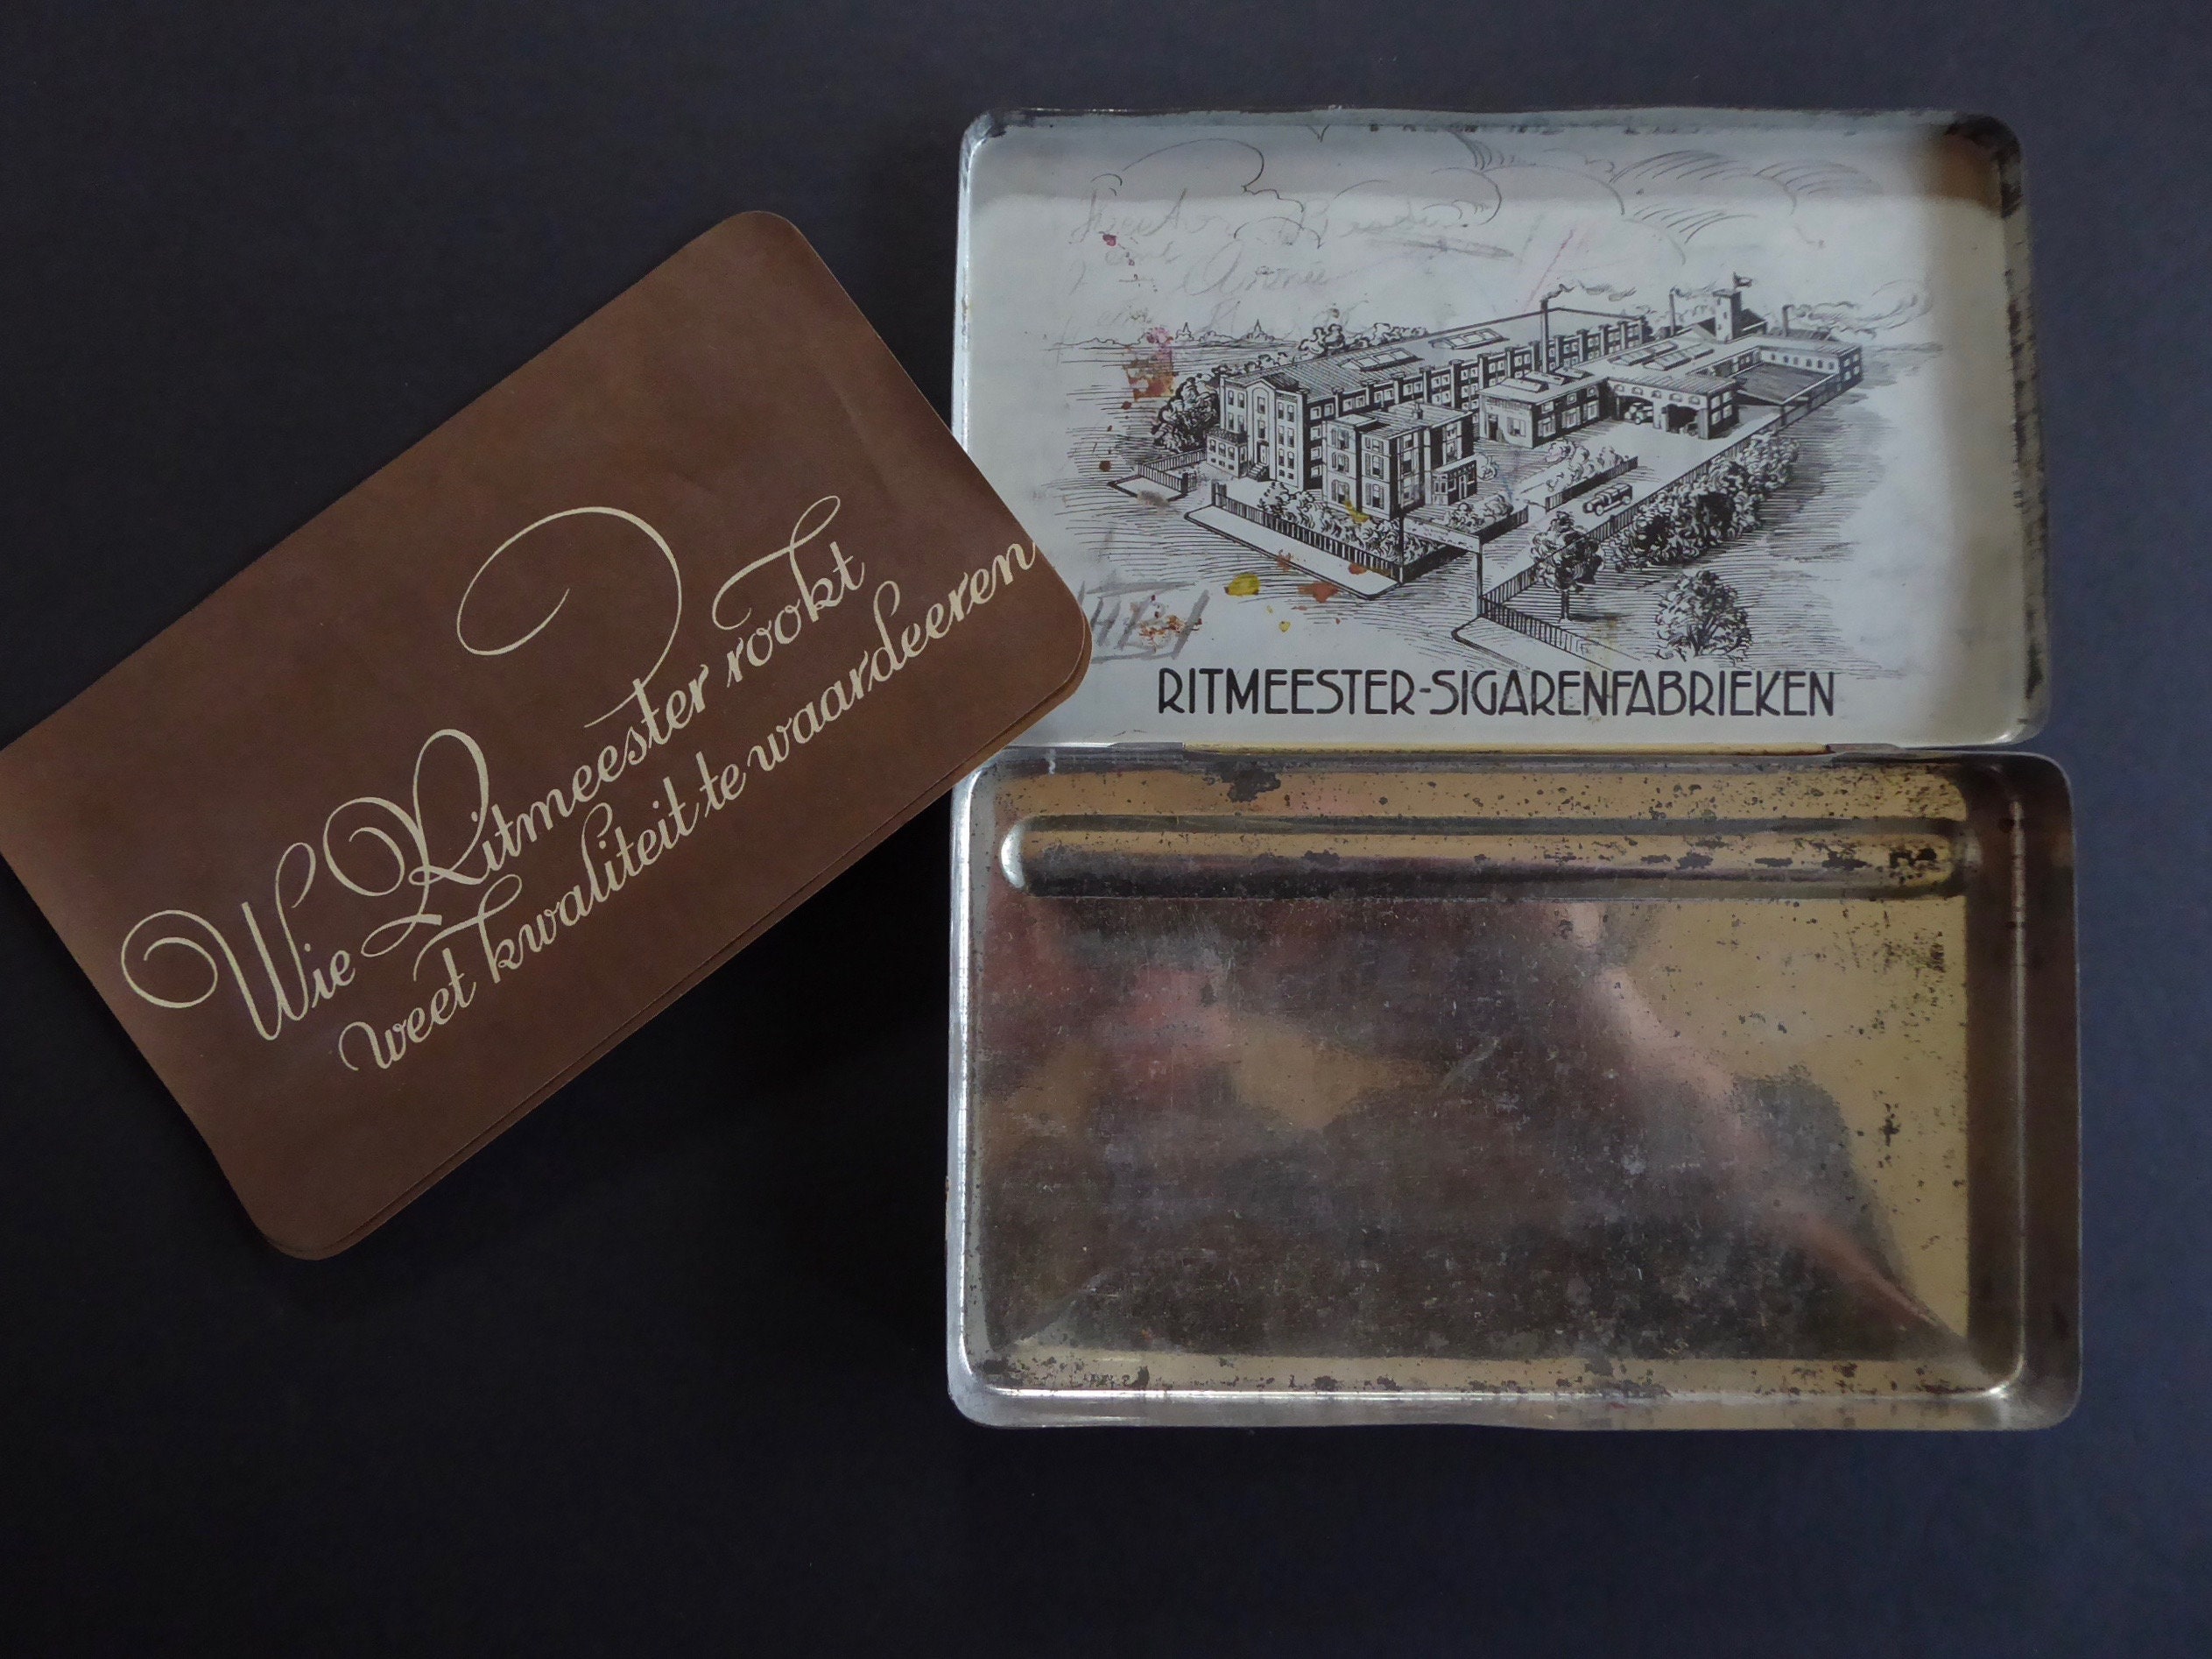 Wie Ritmeester rookt
weet kwaliteit te waardeeren
RITMEESTER-SIGARENFABRIEKEN